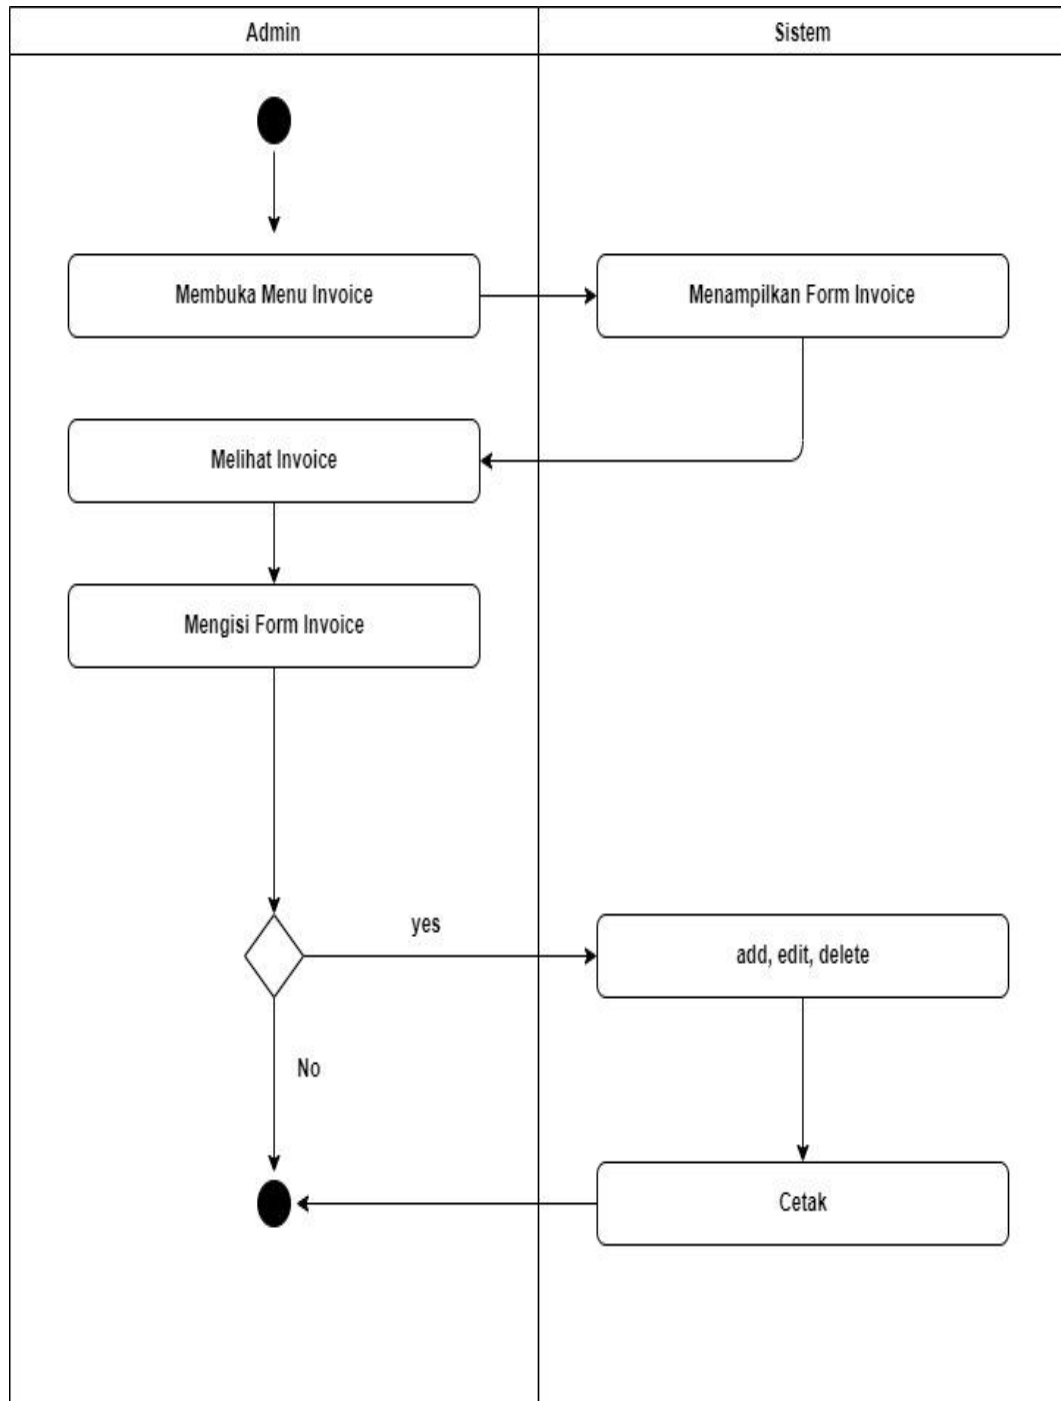 Admin
Sistem
Membuka Menu Invoice
Menampilkan Form Invoice
Melihat Invoice
Mengisi Form Invoice
yes
add, edit, delete
No
Cetak